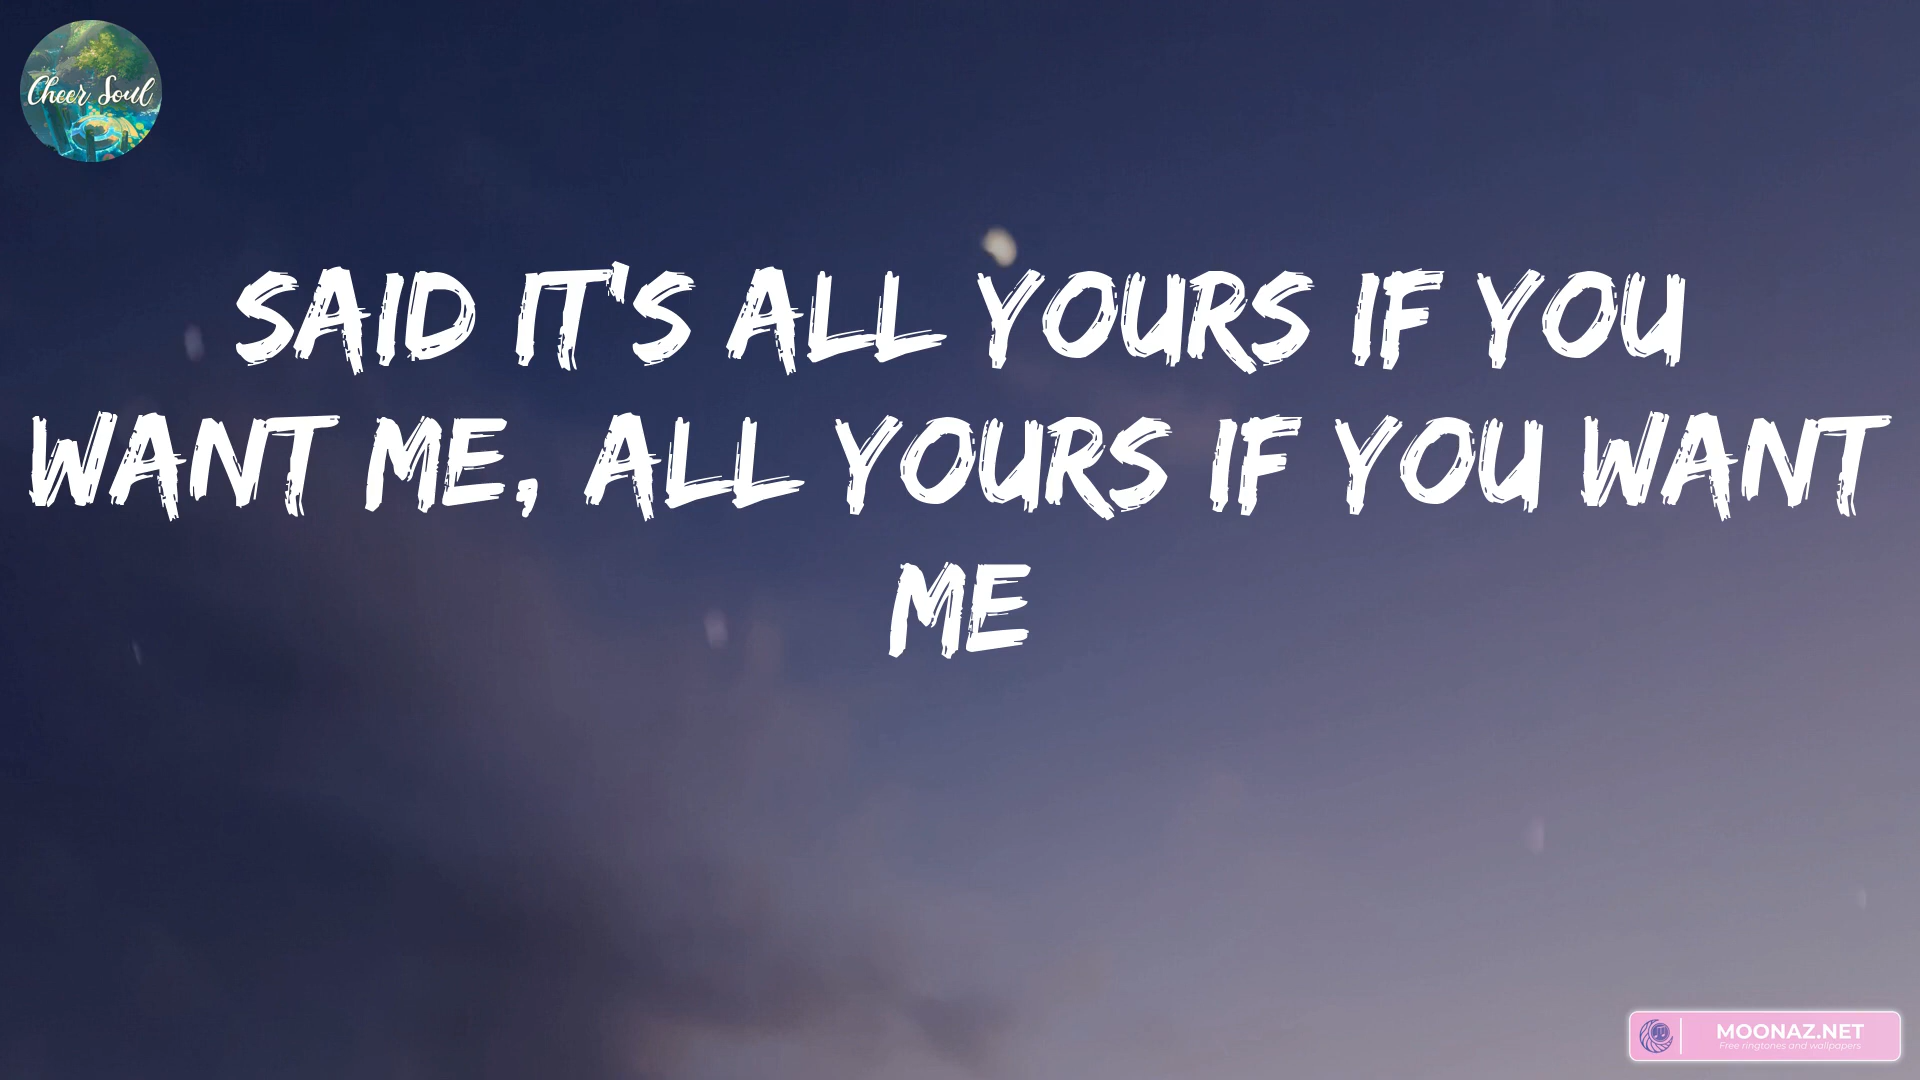 Cheer Soul
SAID IT'S ALL YOURS IF YOU
WANT ME, ALL YOURS IF YOU WANT
ME
MOONAZ.NET
Free ringtones and wallpapers